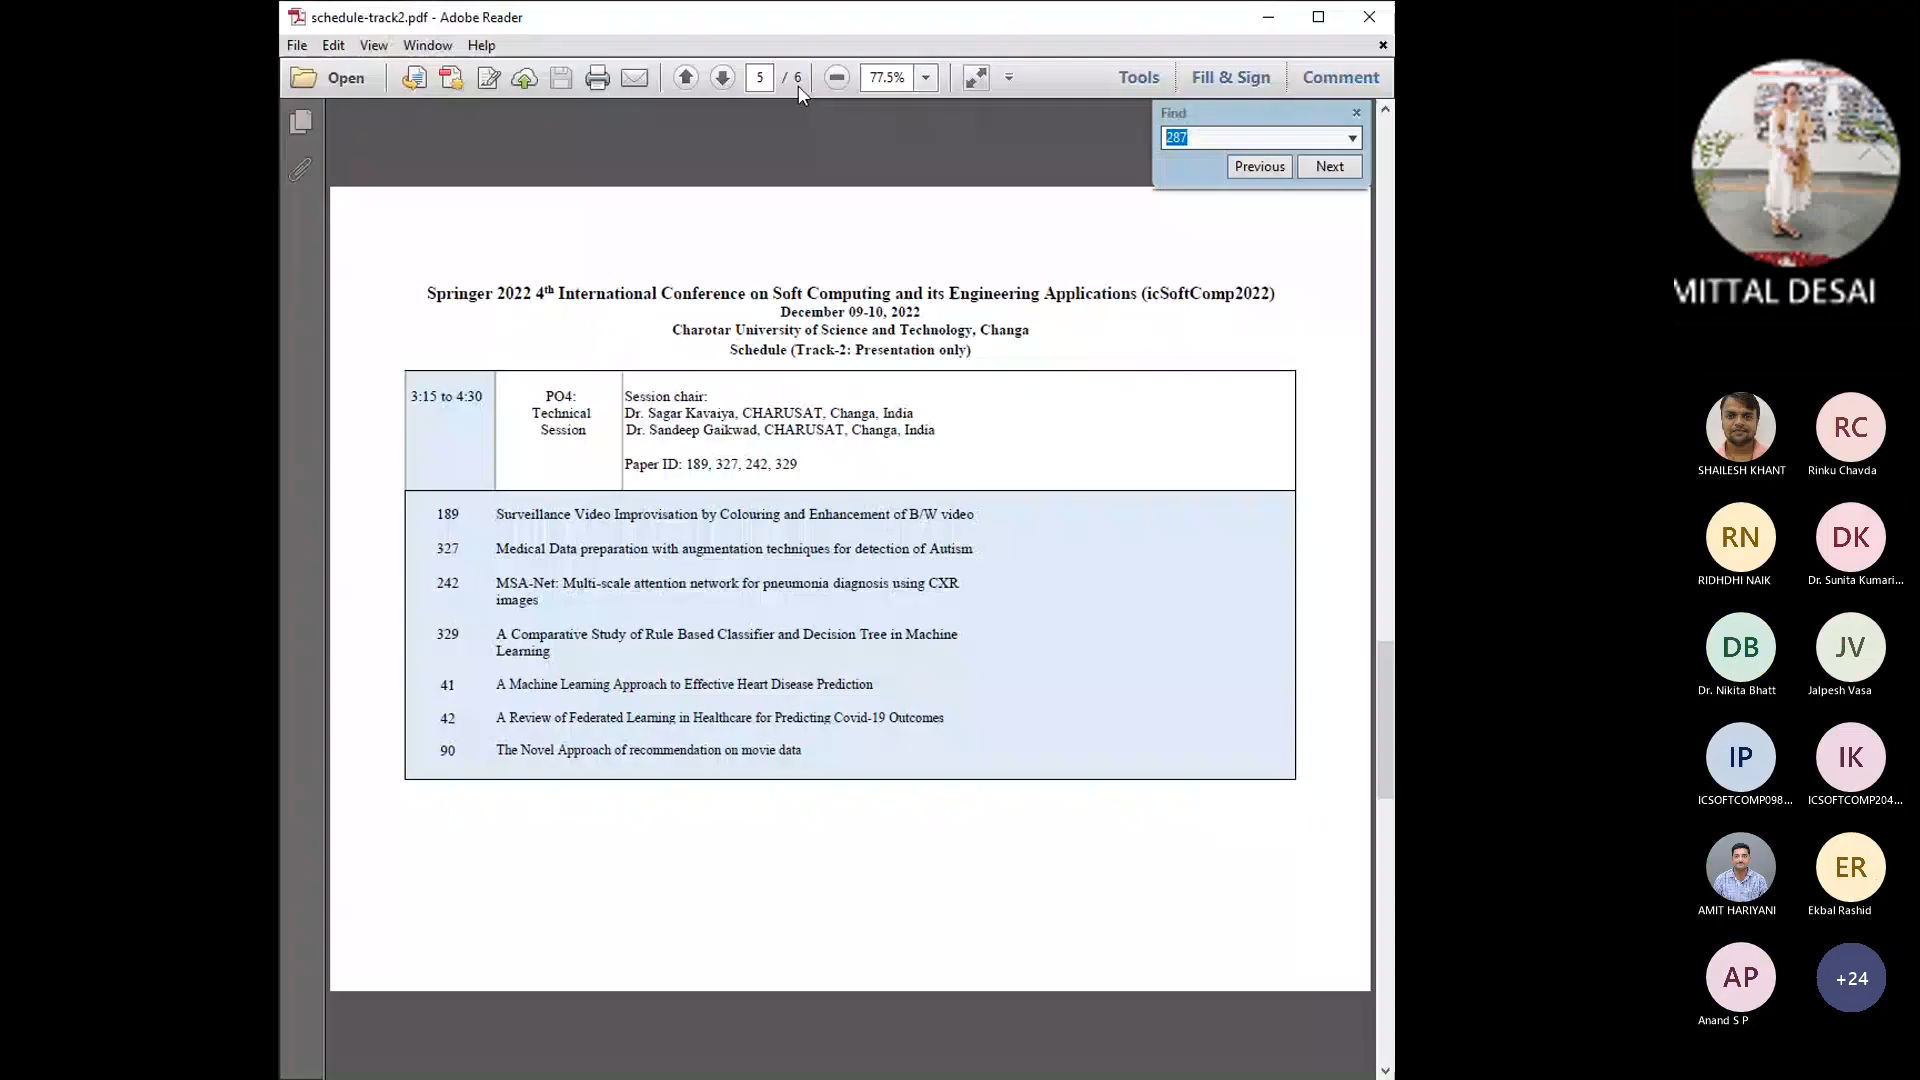 schedule-track2.pdf - Adobe Reader
File Edit View Window Help
Open 5 / 6 77.5% Tools Fill & Sign Comment
Find
287
Previous Next
Springer 2022 4th International Conference on Soft Computing and its Engineering Applications (icSoftComp2022)
December 09-10, 2022
Charotar University of Science and Technology, Changa
Schedule (Track-2: Presentation only)
3:15 to 4:30
PO4:
Technical
Session
Session chair:
Dr. Sagar Kavaiya, CHARUSAT, Changa, India
Dr. Sandeep Gaikwad, CHARUSAT, Changa, India
Paper ID: 189, 327, 242, 329
189 Surveillance Video Improvisation by Colouring and Enhancement of B/W video
327 Medical Data preparation with augmentation techniques for detection of Autism
242 MSA-Net: Multi-scale attention network for pneumonia diagnosis using CXR
images
329 A Comparative Study of Rule Based Classifier and Decision Tree in Machine
Learning
41 A Machine Learning Approach to Effective Heart Disease Prediction
42 A Review of Federated Learning in Healthcare for Predicting Covid-19 Outcomes
90 The Novel Approach of recommendation on movie data
MITTAL DESAI
RC
SHAILESH KHANT Rinku Chavda
RN DK
RIDHDHI NAIK Dr. Sunita Kumari...
DB JV
Dr. Nikita Bhatt Jalpesh Vasa
IP IK
ICSOFTCOMP098... ICSOFTCOMP204...
ER
AMIT HARIYANI Ekbal Rashid
AP +24
Anand S P